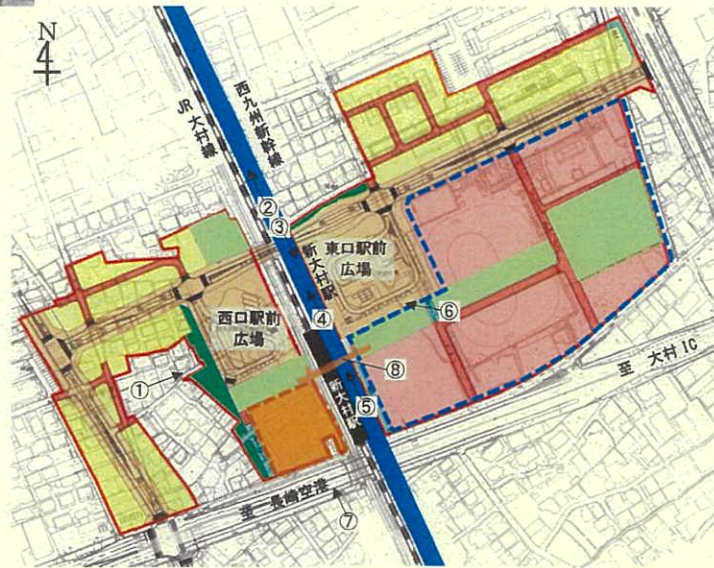 N
JR大村線
西九州新幹線
②
③
新大村駅
東口駅前
広場
西口駅前
広場
④
⑥
①
⑧
新大村駅
⑤
至 大村IC
至 長崎空港
⑦